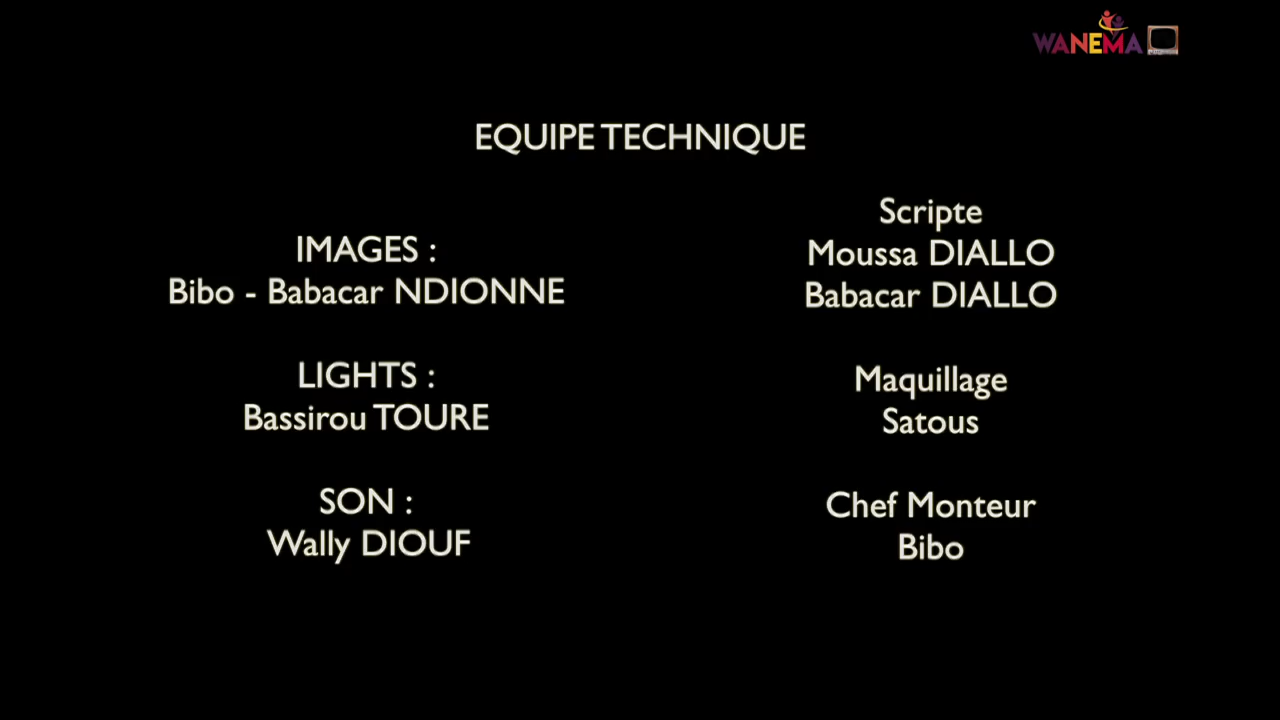 WANEMA
EQUIPE TECHNIQUE
IMAGES :
Bibo - Babacar NDIONNE
LIGHTS :
Bassirou TOURE
SON :
Wally DIOUF
Scripte
Moussa DIALLO
Babacar DIALLO
Maquillage
Satous
Chef Monteur
Bibo